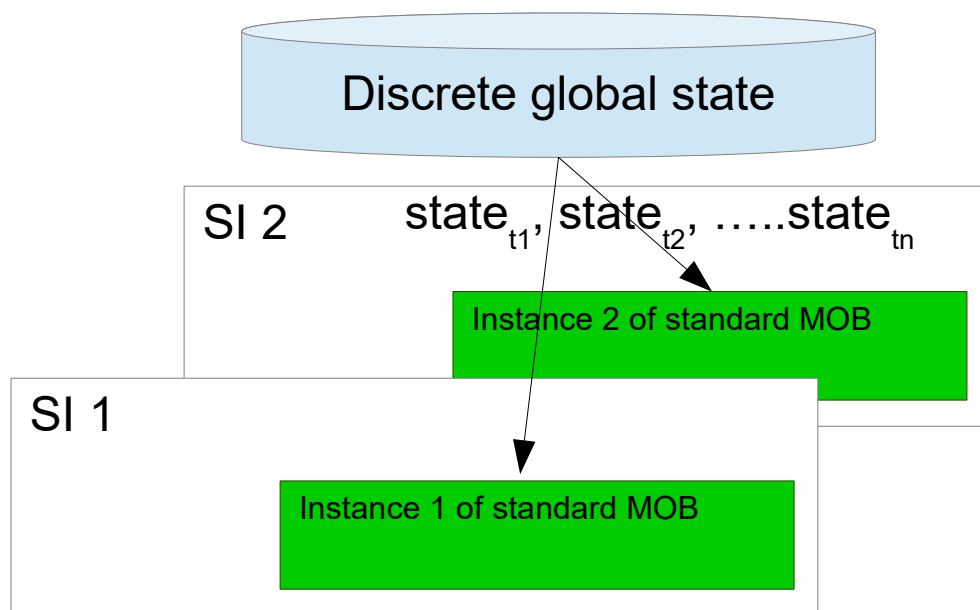 Discrete global state
SI 2
state_t1, state_t2, …..state_tn
Instance 2 of standard MOB
SI 1
Instance 1 of standard MOB